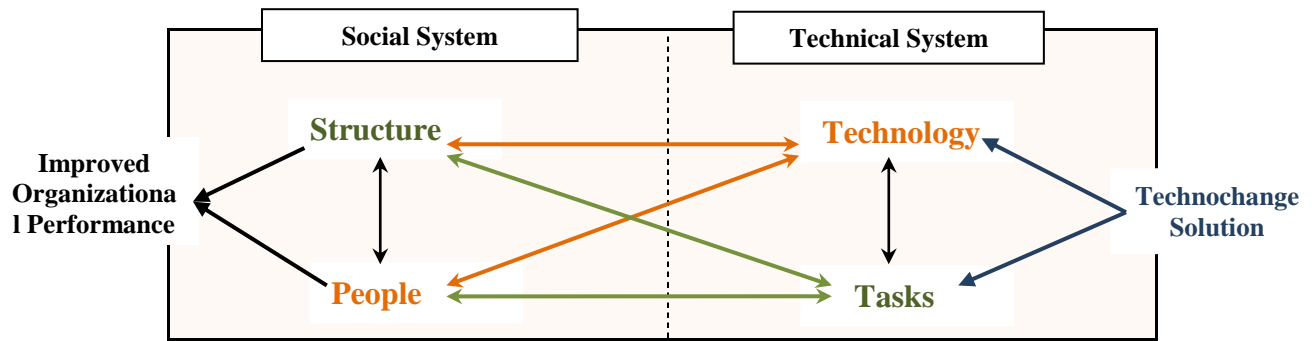 Social System
Technical System
Structure
Technology
Improved
Organizationa
l Performance
Technochange
Solution
People
Tasks